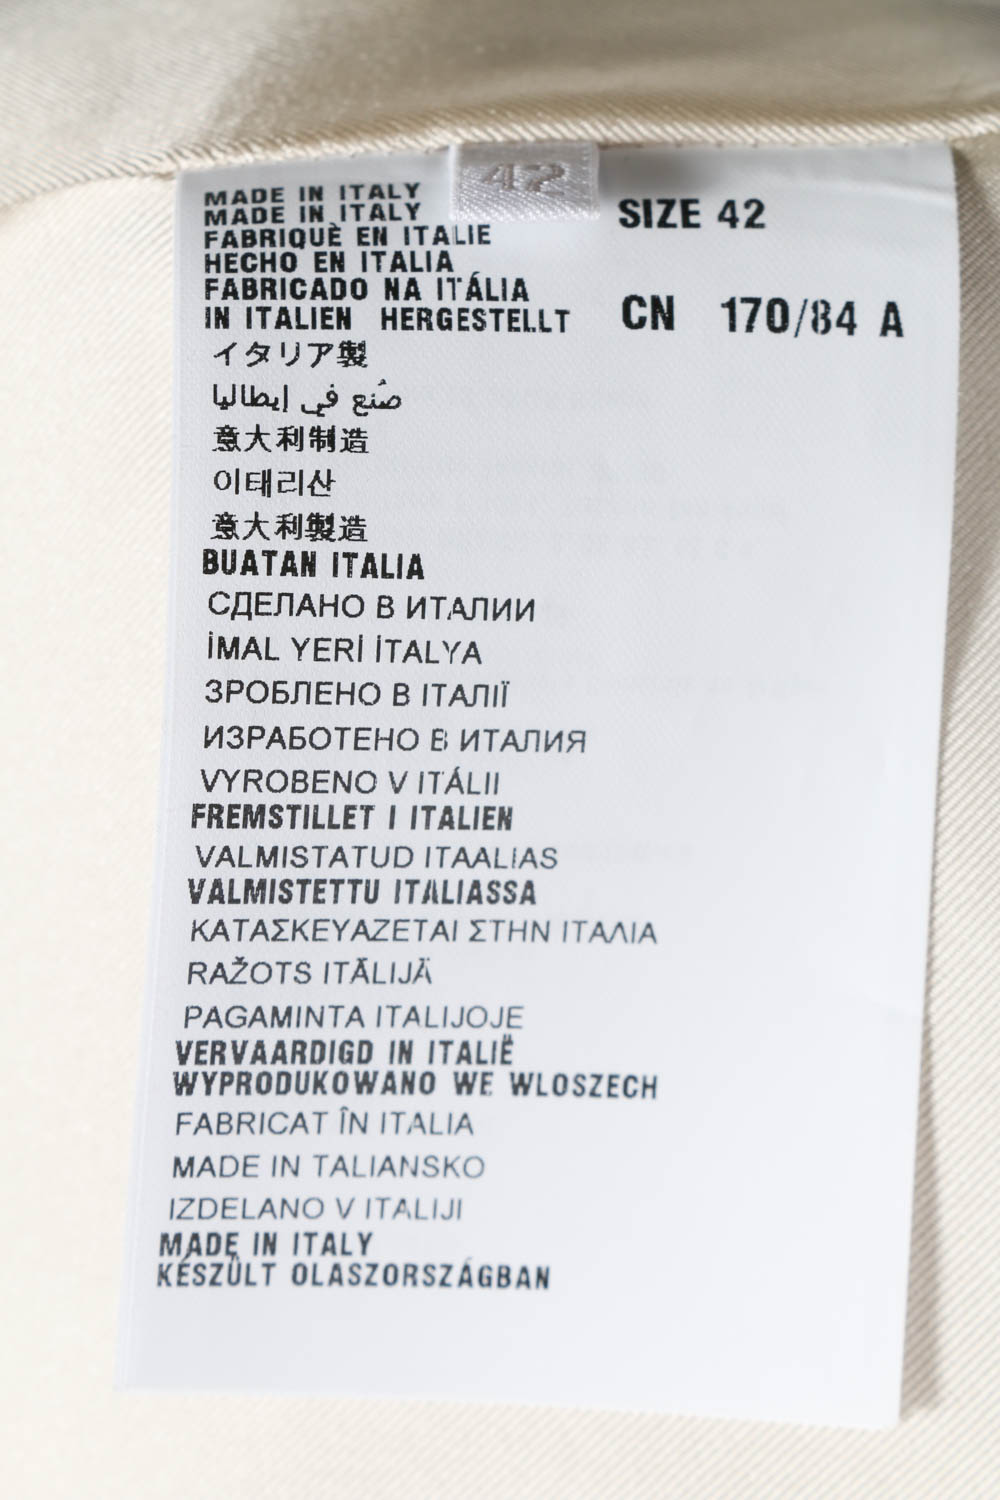 42
MADE IN ITALY
MADE IN ITALY
FABRIQUÈ EN ITALIE
HECHO EN ITALIA
FABRICADO NA ITÁLIA
IN ITALIEN HERGESTELLT
イタリア製
صُنع في إيطاليا
意大利制造
이태리산
意大利製造
BUATAN ITALIA
СДЕЛАНО В ИТАЛИИ
İMAL YERİ İTALYA
ЗРОБЛЕНО В ІТАЛІЇ
ИЗРАБОТЕНО В ИТАЛИЯ
VYROBENO V ITÁLII
FREMSTILLET I ITALIEN
VALMISTATUD ITAALIAS
VALMISTETTU ITALIASSA
ΚΑΤΑΣΚΕΥΑΖΕΤΑΙ ΣΤΗΝ ΙΤΑΛΙΑ
RAŽOTS ITĀLIJĀ
PAGAMINTA ITALIJOJE
VERVAARDIGD IN ITALIË
WYPRODUKOWANO WE WLOSZECH
FABRICAT ÎN ITALIA
MADE IN TALIANSKO
IZDELANO V ITALIJI
MADE IN ITALY
KÉSZÜLT OLASZORSZÁGBAN
SIZE 42
CN 170/84 A